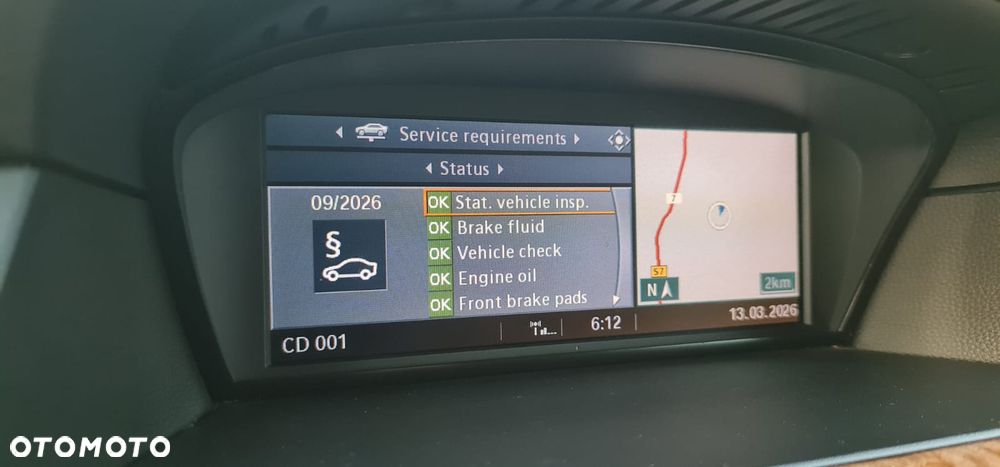 Service requirements
Status
09/2026
§
OK Stat. vehicle insp.
OK Brake fluid
OK Vehicle check
OK Engine oil
OK Front brake pads
7
S7
N
2km
CD 001
6:12
13.03.2026
OTOMOTO